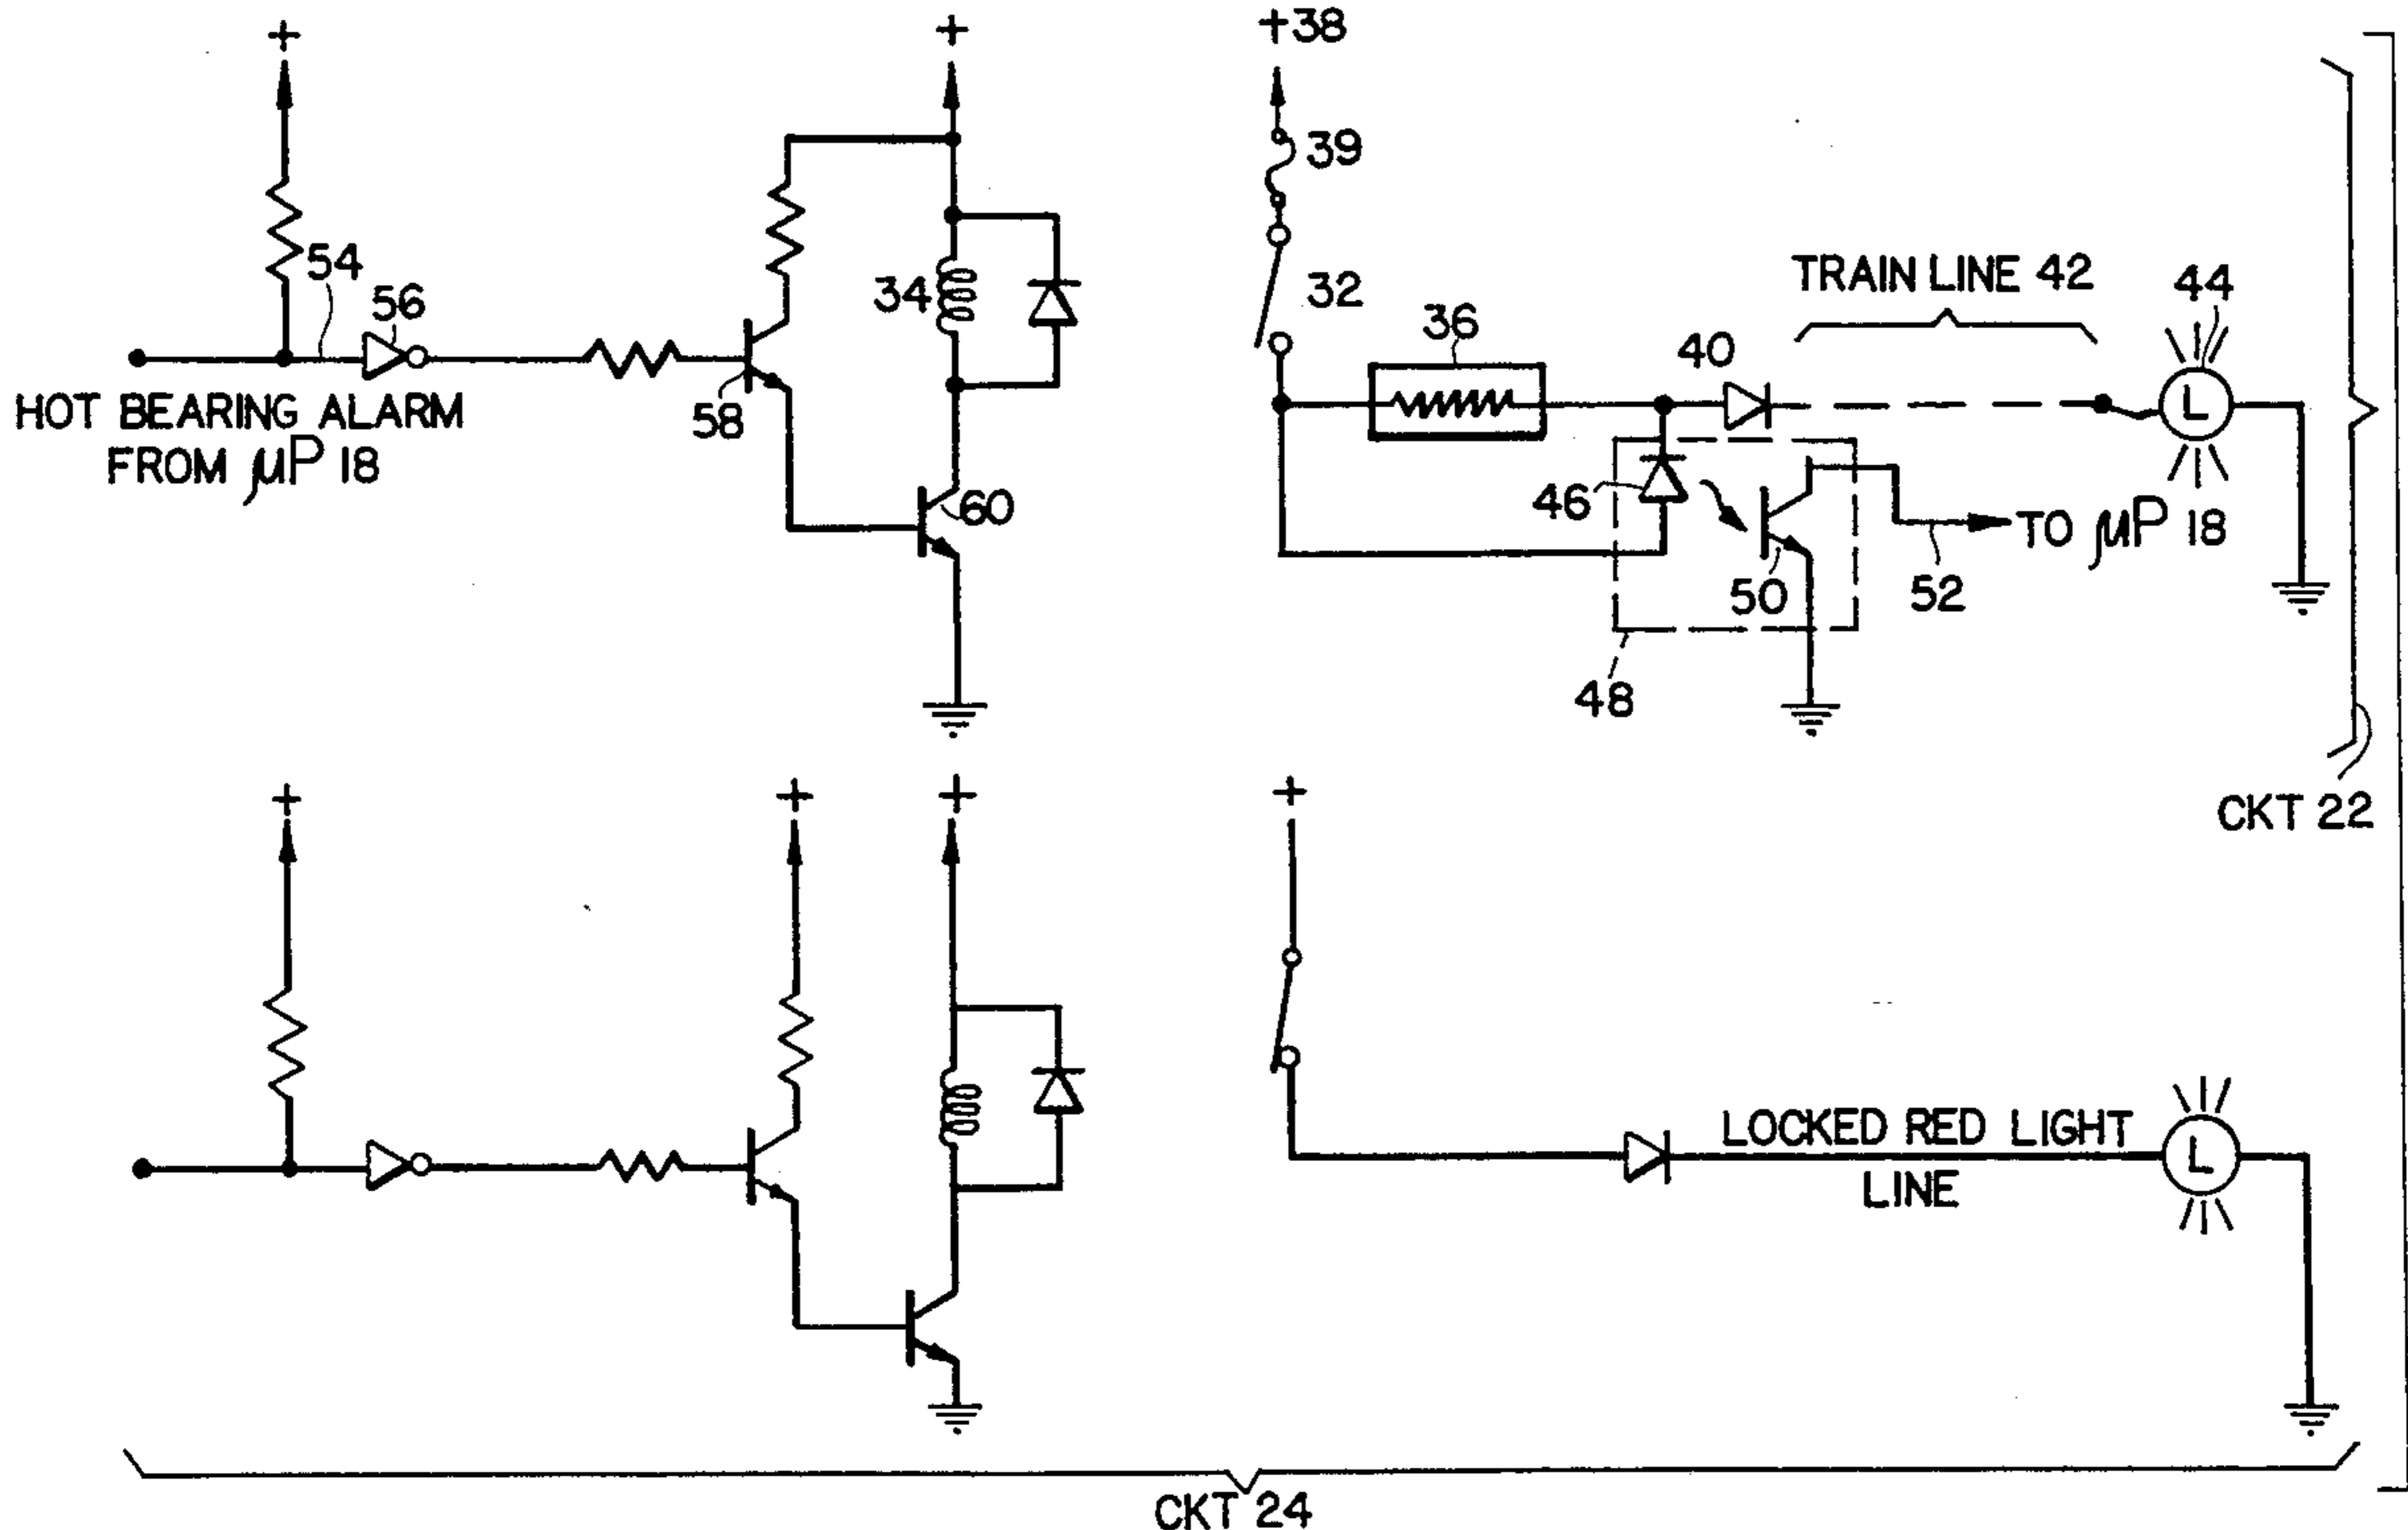 + + +38
39
54
56
34
32
TRAIN LINE 42
44
36
40
58
L
HOT BEARING ALARM
FROM μP 18
46
60
TO μP 18
50
52
48
+ + + +
CKT 22
LOCKED RED LIGHT
LINE
L
CKT 24